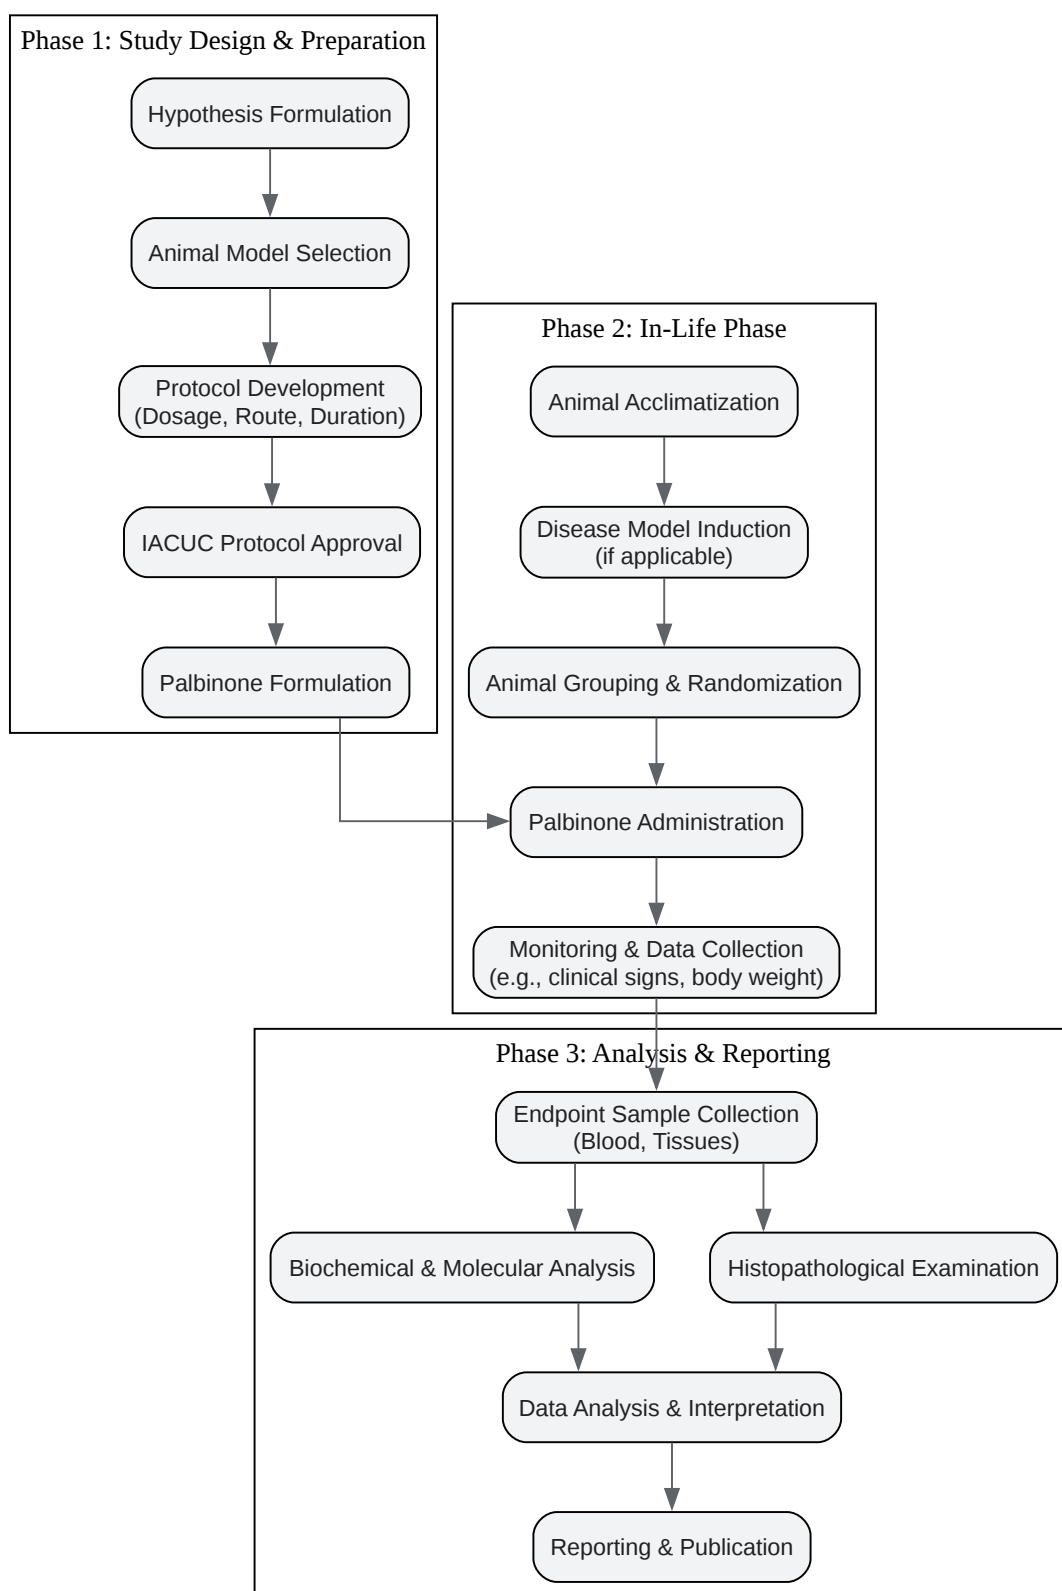 Phase 1: Study Design & Preparation
Hypothesis Formulation
Animal Model Selection
Protocol Development
(Dosage, Route, Duration)
IACUC Protocol Approval
Palbinone Formulation
Phase 2: In-Life Phase
Animal Acclimatization
Disease Model Induction
(if applicable)
Animal Grouping & Randomization
Palbinone Administration
Monitoring & Data Collection
(e.g., clinical signs, body weight)
Phase 3: Analysis & Reporting
Endpoint Sample Collection
(Blood, Tissues)
Biochemical & Molecular Analysis
Histopathological Examination
Data Analysis & Interpretation
Reporting & Publication